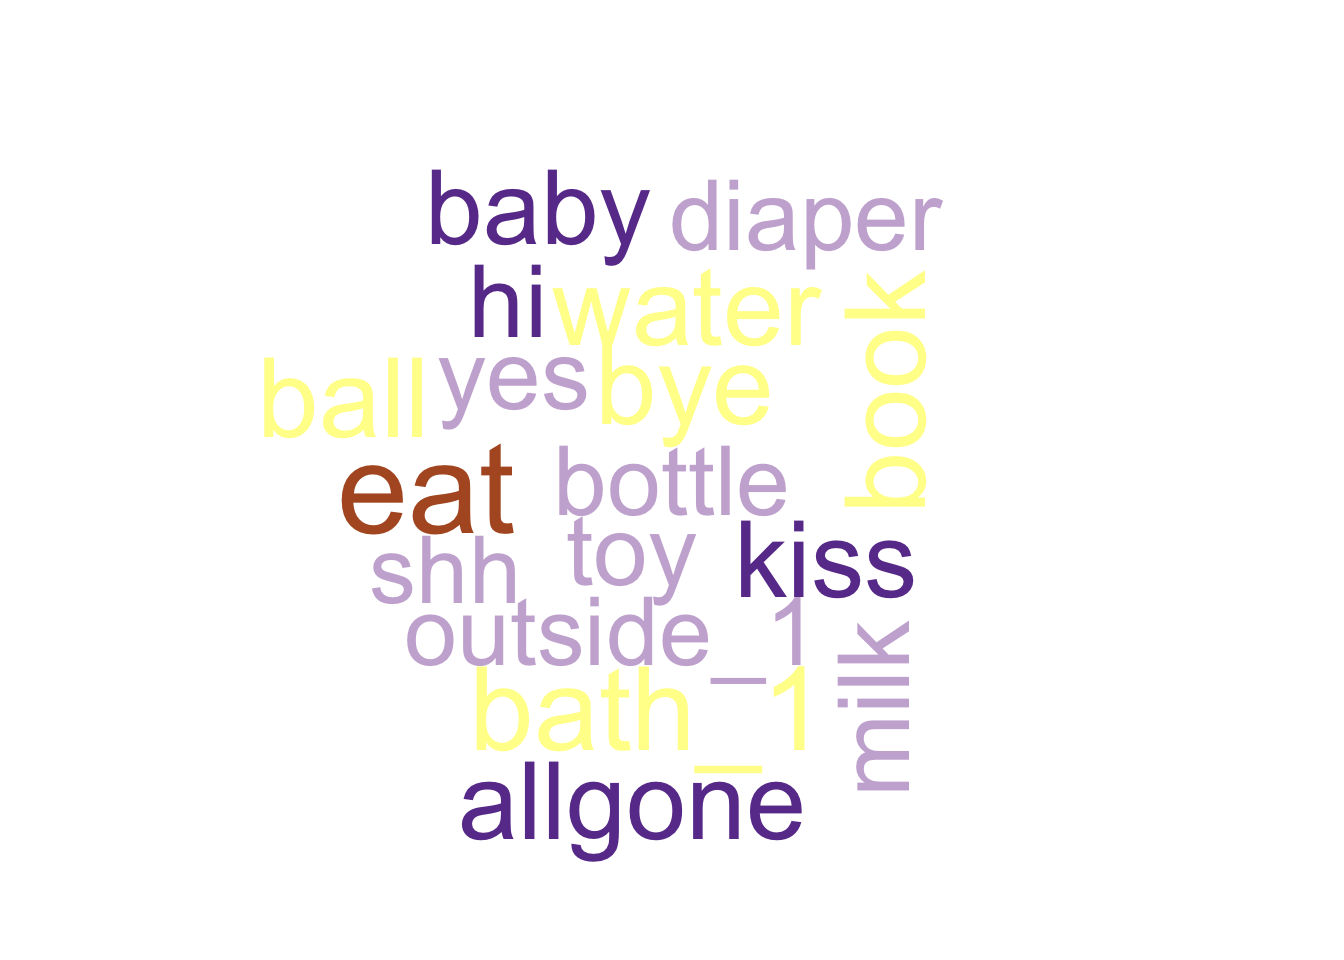 baby diaper
hi water
book
ball yes bye
eat bottle
shh toy kiss
outside_1
milk
bath_1
allgone